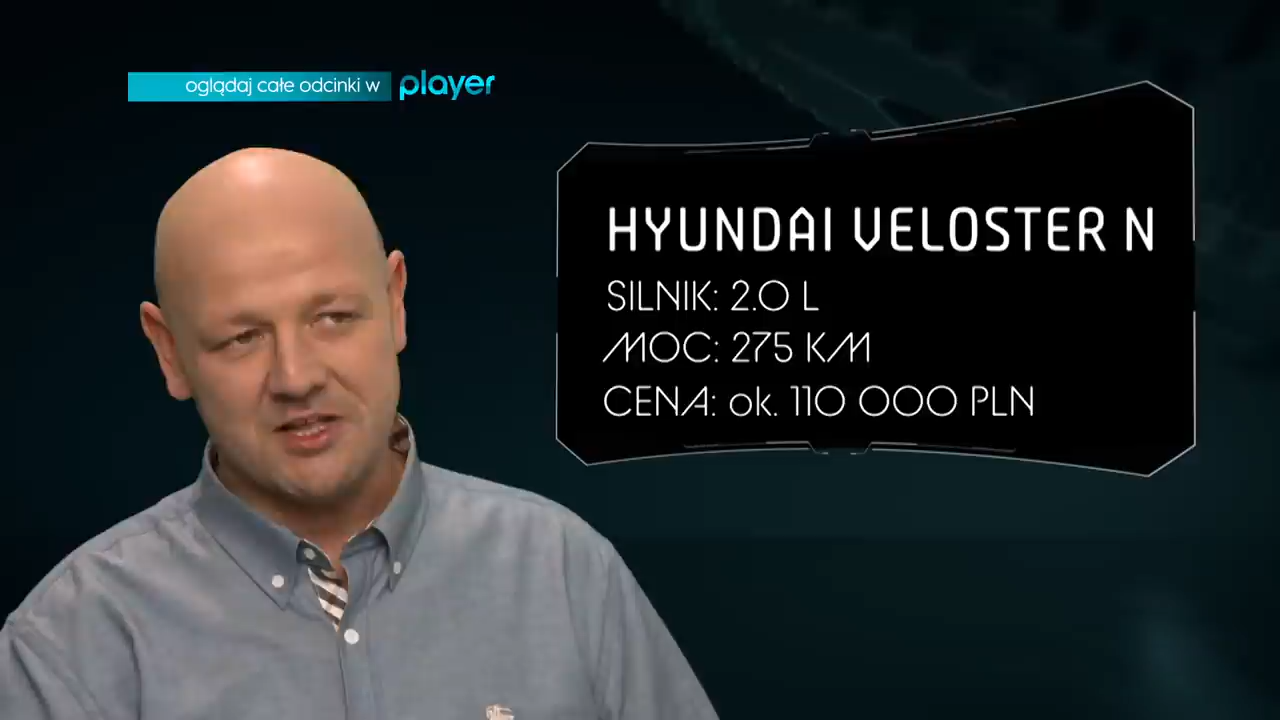 oglądaj całe odcinki w player
HYUNDAI VELOSTER N
SILNIK: 2.0 L
MOC: 275 KM
CENA: ok. 110 000 PLN